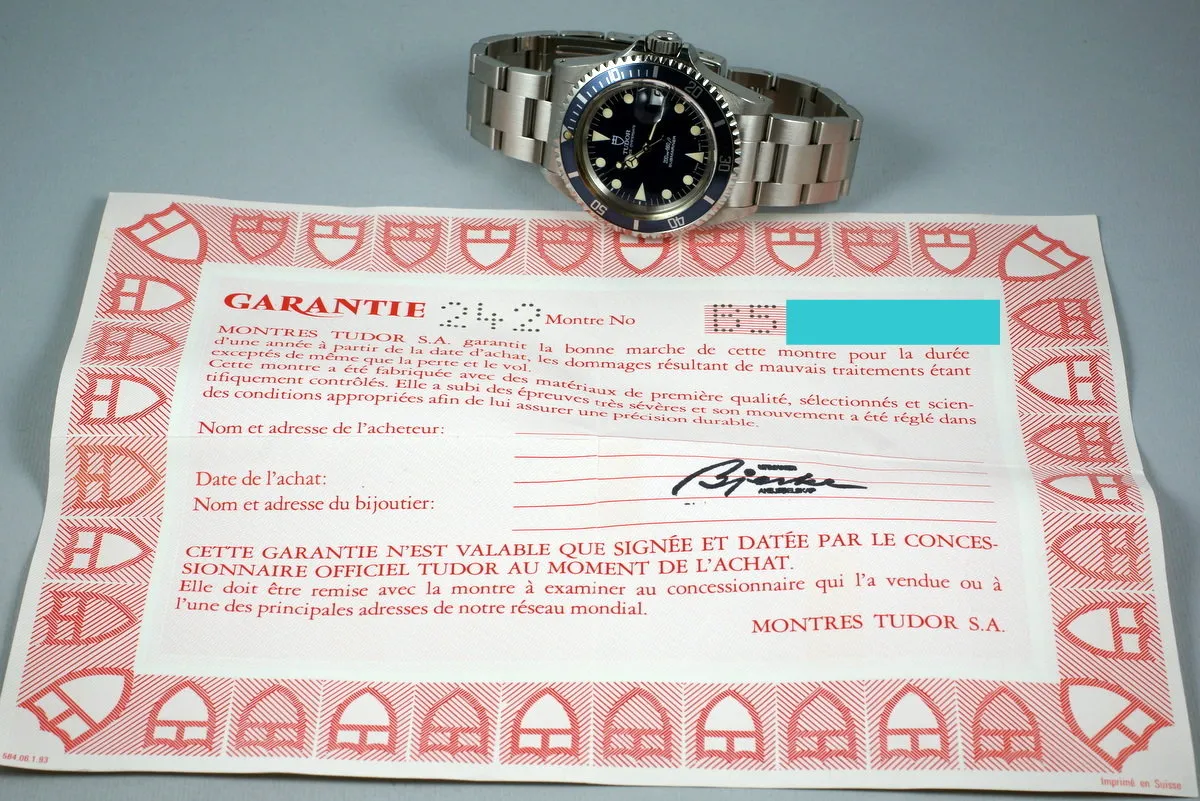 10
20
30
40
50
TUDOR
200m=660ft
SUBMARINER
GARANTIE 242 Montre No B5
MONTRES TUDOR S.A. garantit la bonne marche de cette montre pour la durée
d'une année à partir de la date d'achat, les dommages résultant de mauvais traitements étant
exceptés de même que la perte et le vol.
Cette montre a été fabriquée avec des matériaux de première qualité, sélectionnés et scien-
tifiquement contrôlés. Elle a subi des épreuves très sévères et son mouvement a été réglé dans
des conditions appropriées afin de lui assurer une précision durable.
Nom et adresse de l'acheteur:
Date de l'achat:
Bjerke
Nom et adresse du bijoutier:
CETTE GARANTIE N'EST VALABLE QUE SIGNÉE ET DATÉE PAR LE CONCES-
SIONNAIRE OFFICIEL TUDOR AU MOMENT DE L'ACHAT.
Elle doit être remise avec la montre à examiner au concessionnaire qui l'a vendue ou à
l'une des principales adresses de notre réseau mondial.
MONTRES TUDOR S.A.
584.06.1.93
Imprimé en Suisse